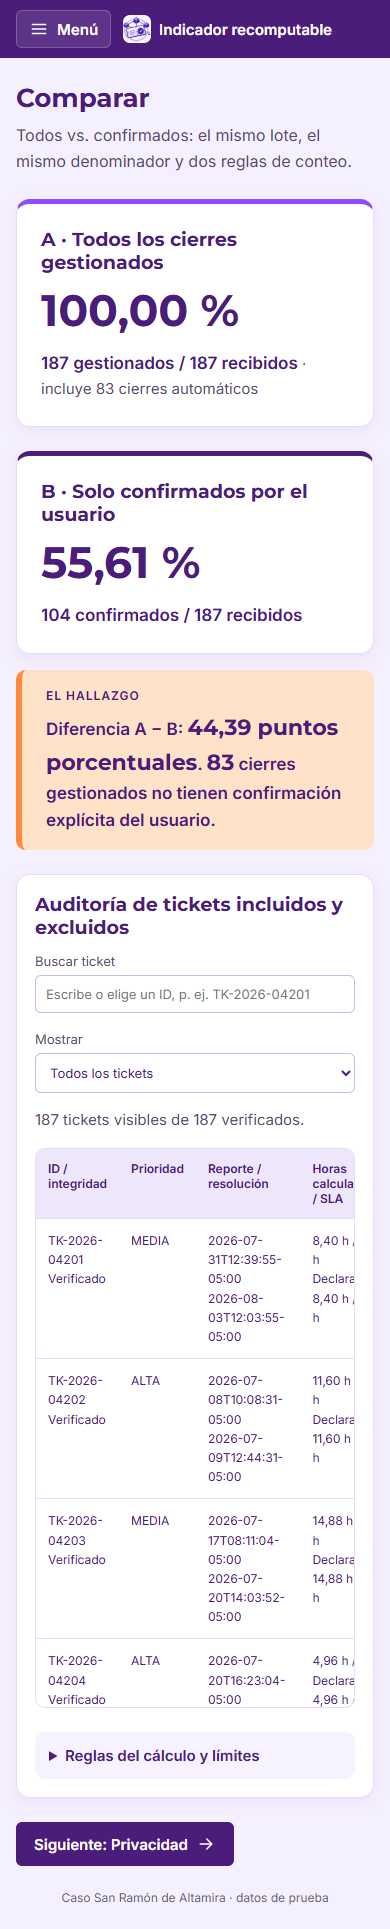 Menú
Indicador recomputable
Comparar
Todos vs. confirmados: el mismo lote, el
mismo denominador y dos reglas de conteo.
A · Todos los cierres
gestionados
100,00 %
187 gestionados / 187 recibidos ·
incluye 83 cierres automáticos
B · Solo confirmados por el
usuario
55,61 %
104 confirmados / 187 recibidos
EL HALLAZGO
Diferencia A − B: 44,39 puntos
porcentuales. 83 cierres
gestionados no tienen confirmación
explícita del usuario.
Auditoría de tickets incluidos y
excluidos
Buscar ticket
Escribe o elige un ID, p. ej. TK-2026-04201
Mostrar
Todos los tickets
187 tickets visibles de 187 verificados.
ID / integridad
Prioridad
Reporte / resolución
Horas
calcula
/ SLA
TK-2026-
04201
Verificado
MEDIA
2026-07-
31T12:39:55-
05:00
2026-08-
03T12:03:55-
05:00
8,40 h /
h
Declara
8,40 h /
h
TK-2026-
04202
Verificado
ALTA
2026-07-
08T10:08:31-
05:00
2026-07-
09T12:44:31-
05:00
11,60 h
h
Declara
11,60 h
h
TK-2026-
04203
Verificado
MEDIA
2026-07-
17T08:11:04-
05:00
2026-07-
20T14:03:52-
05:00
14,88 h
h
Declara
14,88 h
h
TK-2026-
04204
Verificado
ALTA
2026-07-
20T16:23:04-
05:00
4,96 h /
Declara
4,96 h
Reglas del cálculo y límites
Siguiente: Privacidad →
Caso San Ramón de Altamira · datos de prueba